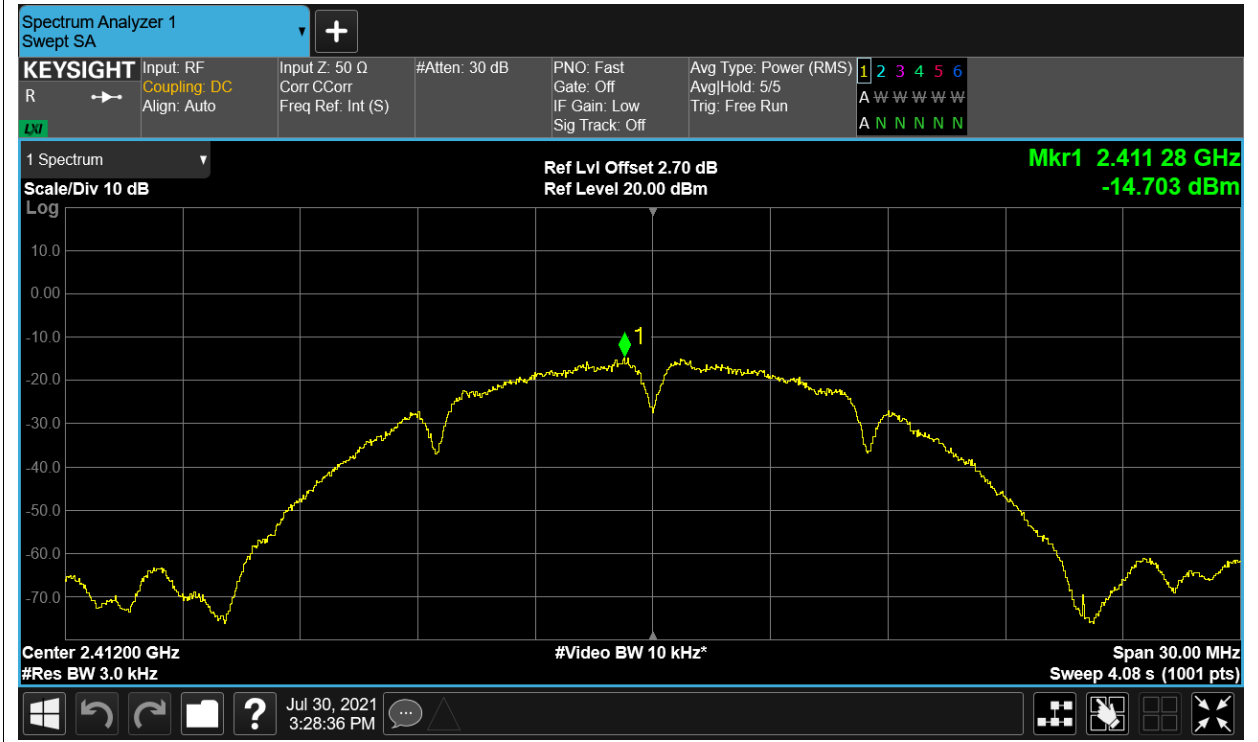 Spectrum Analyzer 1
Swept SA
KEYSIGHT
R
LXI
Input: RF
Coupling: DC
Align: Auto
Input Z: 50 Ω
Corr CCorr
Freq Ref: Int (S)
#Atten: 30 dB
PNO: Fast
Gate: Off
IF Gain: Low
Sig Track: Off
Avg Type: Power (RMS)
Avg|Hold: 5/5
Trig: Free Run
1 2 3 4 5 6
A W W W W W
A N N N N N
1 Spectrum
Scale/Div 10 dB
Log
Ref Lvl Offset 2.70 dB
Ref Level 20.00 dBm
Mkr1 2.411 28 GHz
-14.703 dBm
10.0
0.00
-10.0
-20.0
-30.0
-40.0
-50.0
-60.0
-70.0
1
Center 2.41200 GHz
#Res BW 3.0 kHz
#Video BW 10 kHz*
Span 30.00 MHz
Sweep 4.08 s (1001 pts)
?
Jul 30, 2021
3:28:36 PM